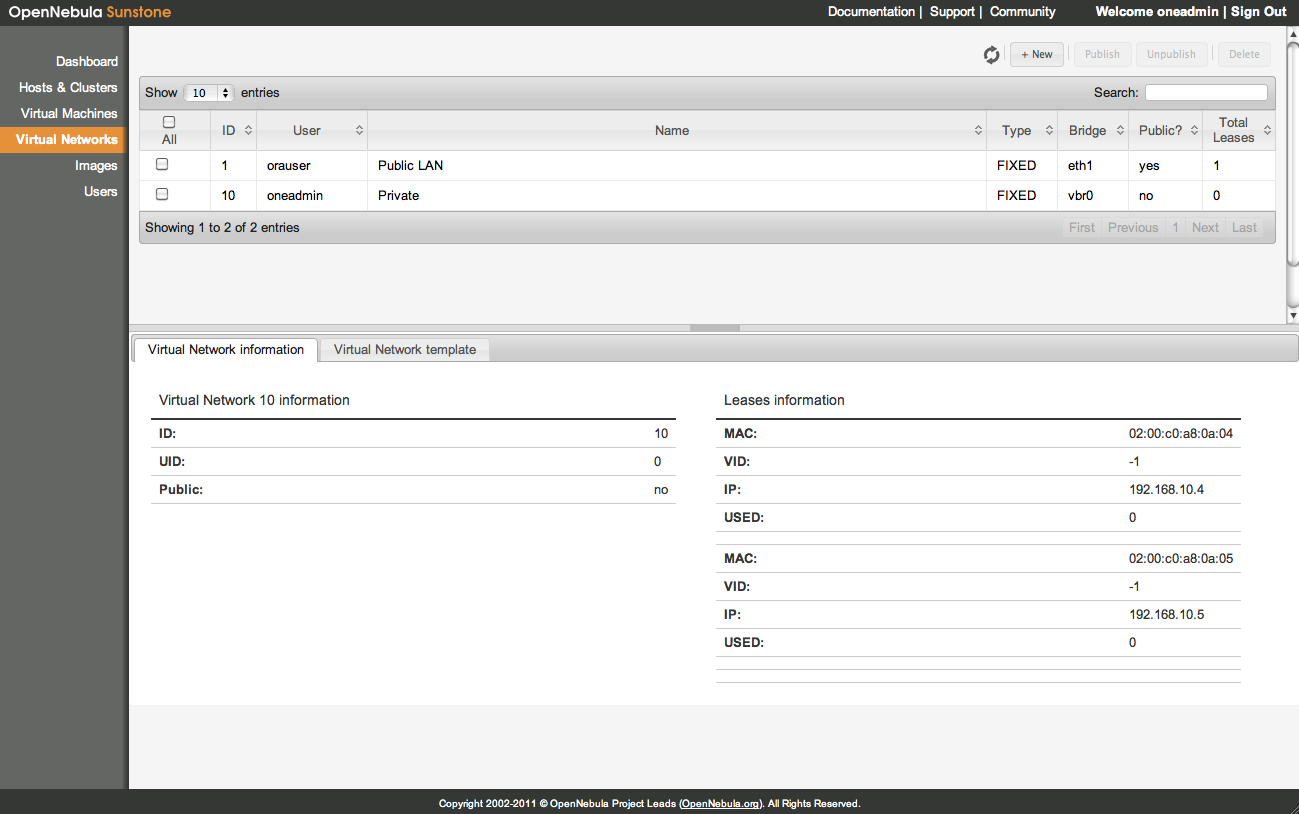 OpenNebula Sunstone
Documentation | Support | Community Welcome oneadmin | Sign Out
Dashboard
Hosts & Clusters
Virtual Machines
Virtual Networks
Images
Users
+ New Publish Unpublish Delete
Show 10 entries Search:
All ID User Name Type Bridge Public? Total Leases
1 orauser Public LAN FIXED eth1 yes 1
10 oneadmin Private FIXED vbr0 no 0
Showing 1 to 2 of 2 entries First Previous 1 Next Last
Virtual Network information Virtual Network template
Virtual Network 10 information
ID: 10
UID: 0
Public: no
Leases information
MAC: 02:00:c0:a8:0a:04
VID: -1
IP: 192.168.10.4
USED: 0
MAC: 02:00:c0:a8:0a:05
VID: -1
IP: 192.168.10.5
USED: 0
Copyright 2002-2011 © OpenNebula Project Leads (OpenNebula.org). All Rights Reserved.